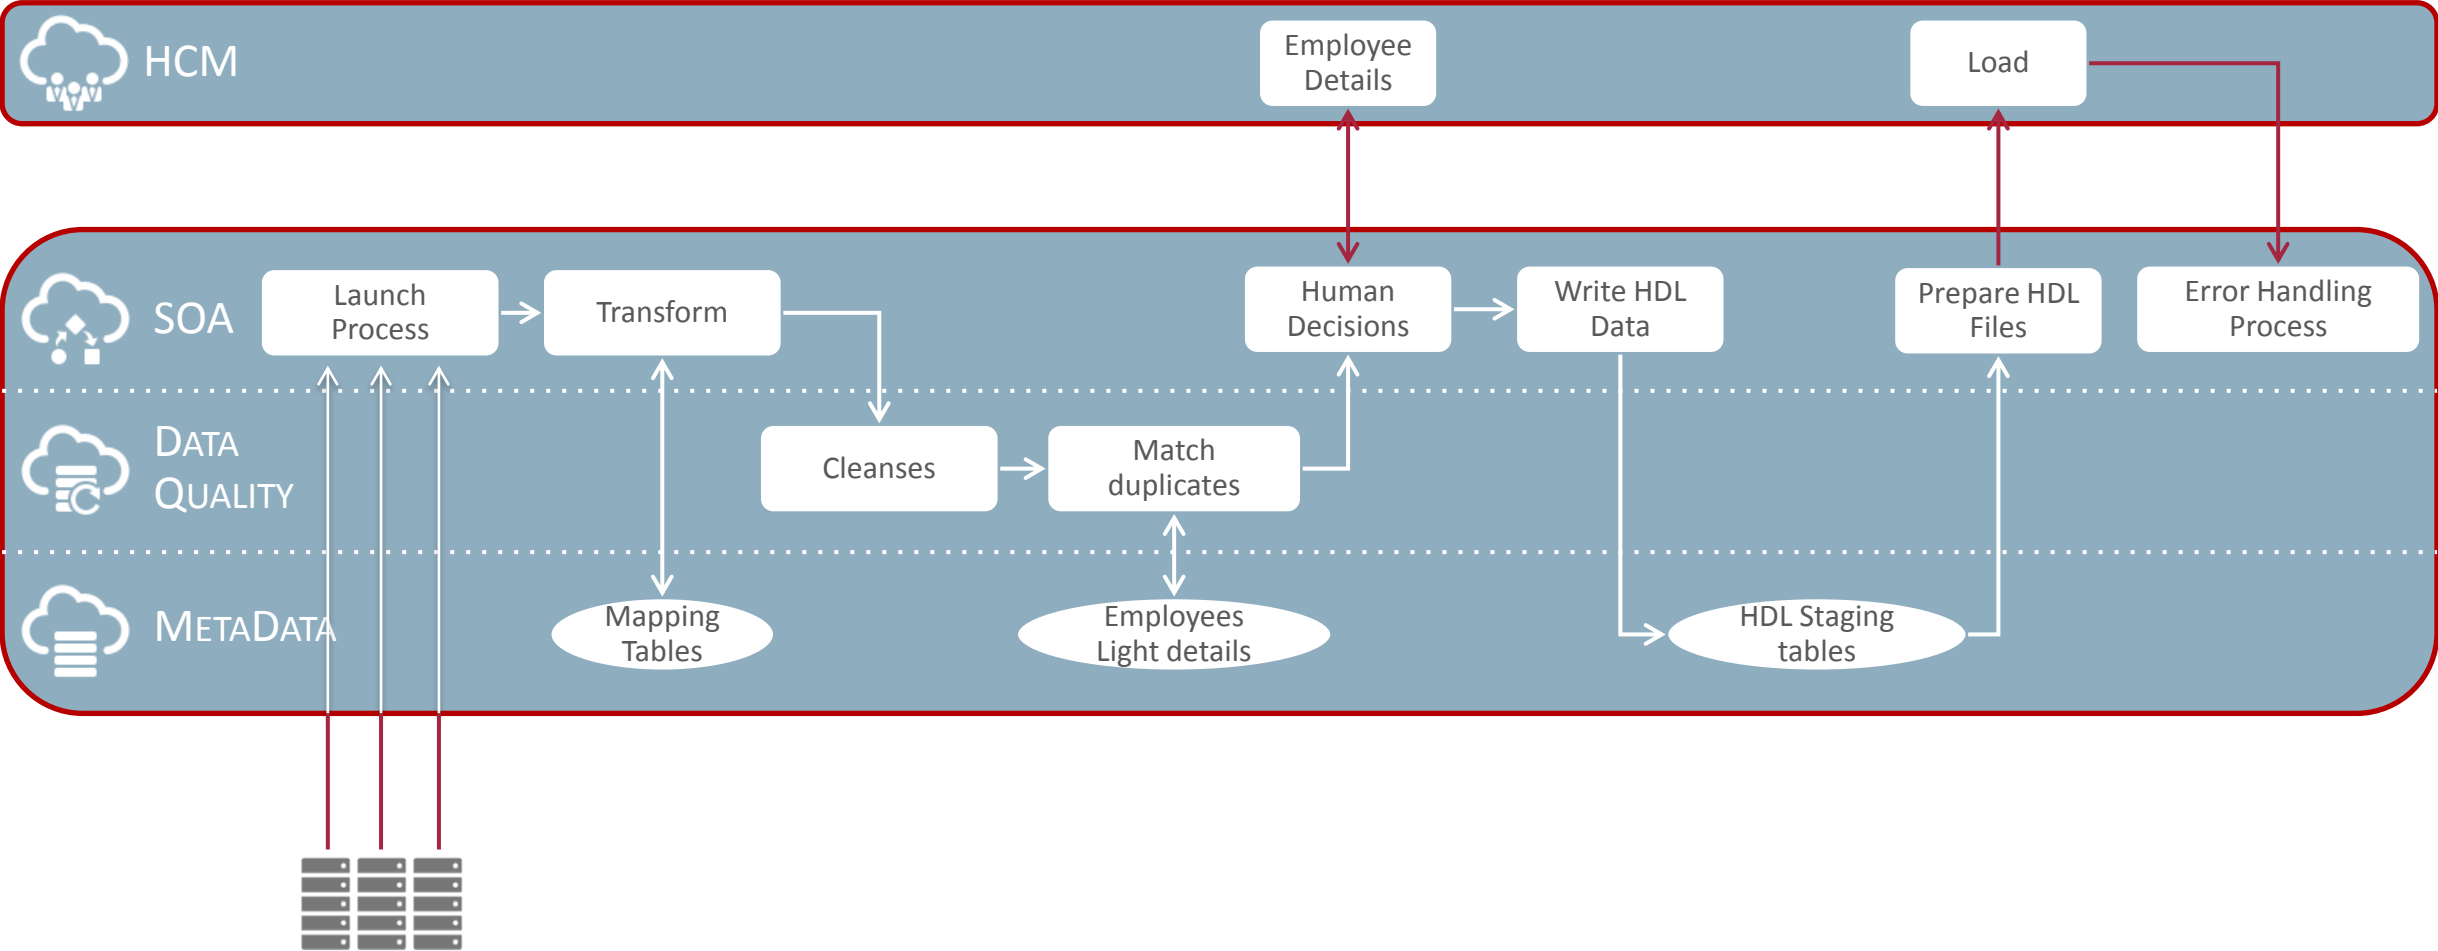 HCM
Employee
Details
Load
SOA
Launch
Process
Transform
Human
Decisions
Write HDL
Data
Prepare HDL
Files
Error Handling
Process
DATA
QUALITY
Cleanses
Match
duplicates
METADATA
Mapping
Tables
Employees
Light details
HDL Staging
tables